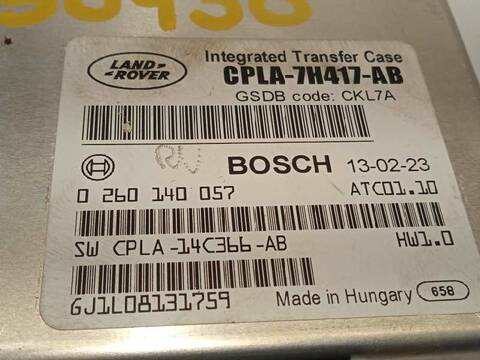 LAND
ROVER
Integrated Transfer Case
CPLA-7H417-AB
GSDB code: CKL7A
BOSCH 13-02-23
0 260 140 057 ATC01.10
SW CPLA-14C366-AB HW1.0
6J1L08131759
Made in Hungary 658